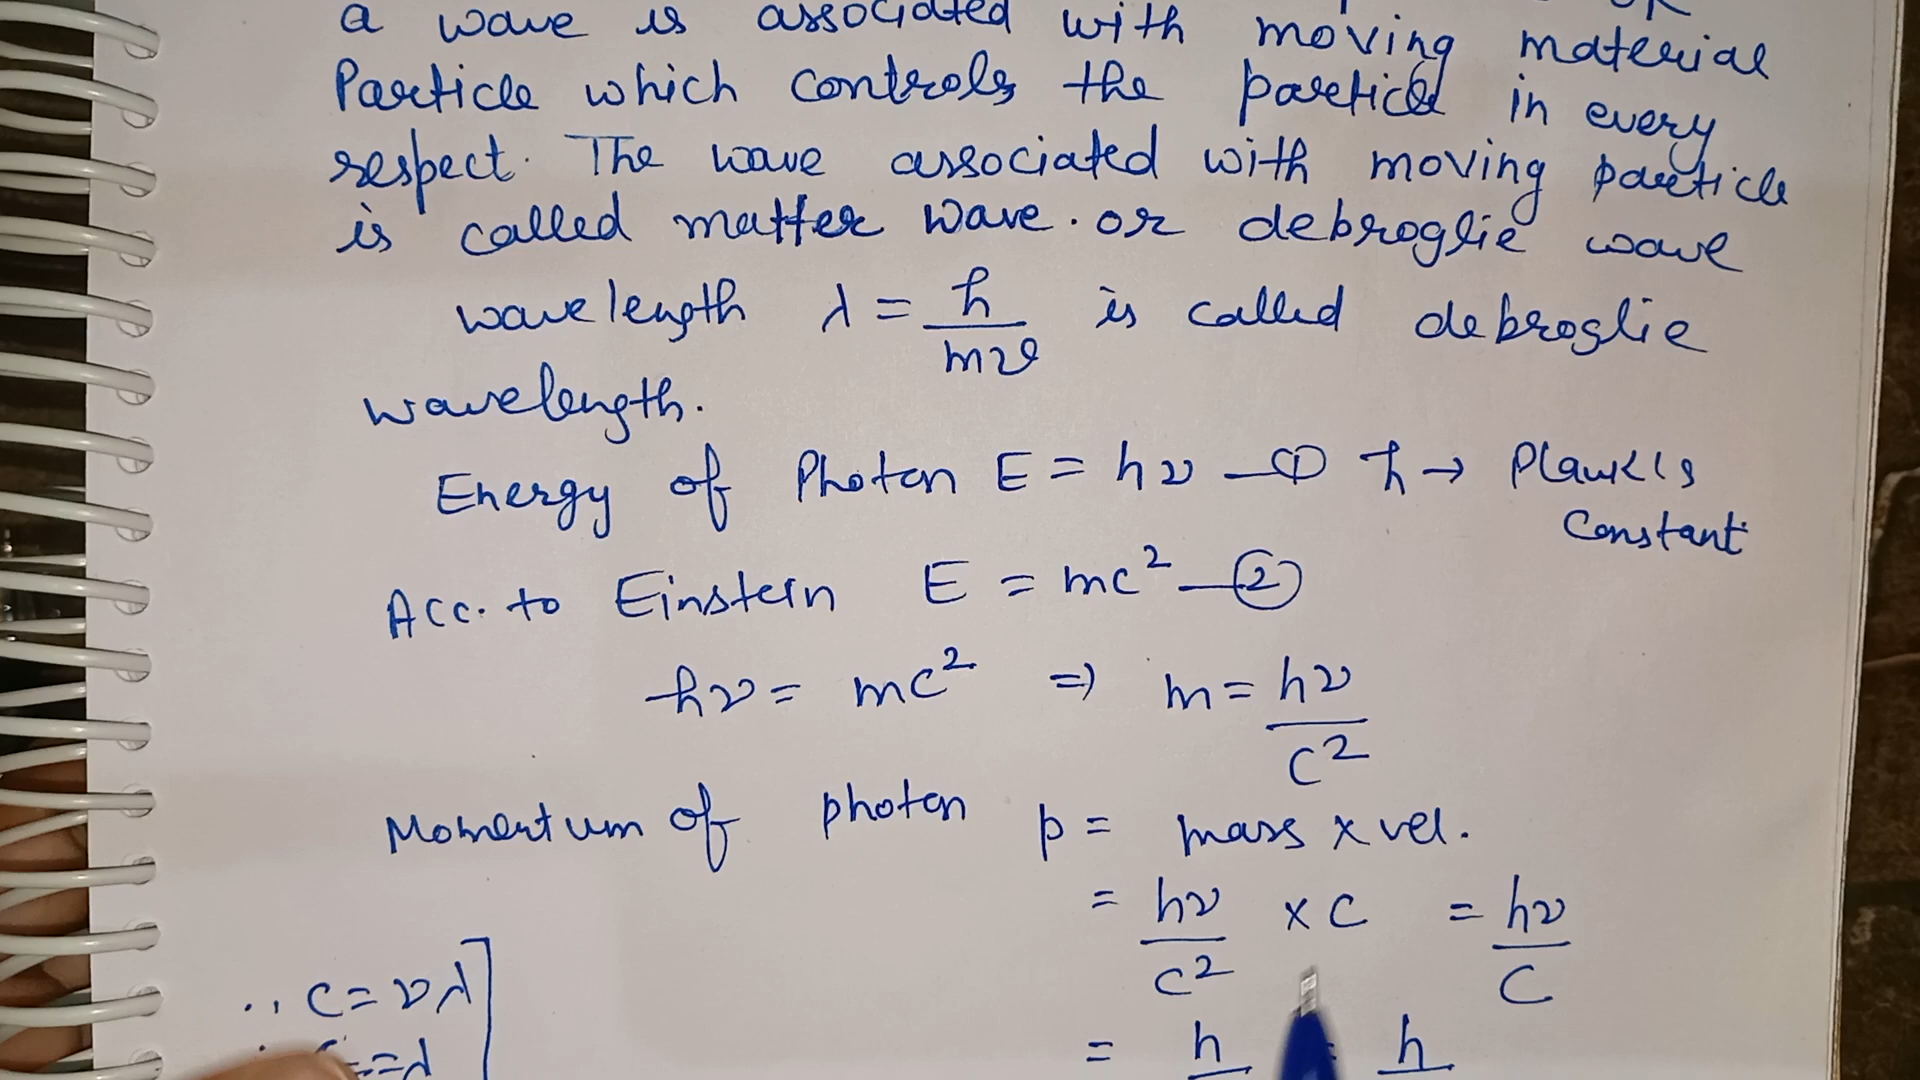 a wave is associated with moving material
Particle which controls the particle in every
respect. The wave associated with moving particle
is called matter wave. or debroglie wave
wavelength λ = h/mv is called debroglie
wavelength.
Energy of Photon E = hν —① h → Planck's
Constant
Acc. to Einstein E = mc² —②
hν = mc² ⇒ m = hν/c²
Momentum of photon p = mass x vel.
= hν/c² x c = hν/c
∵ c = νλ]
= h = h